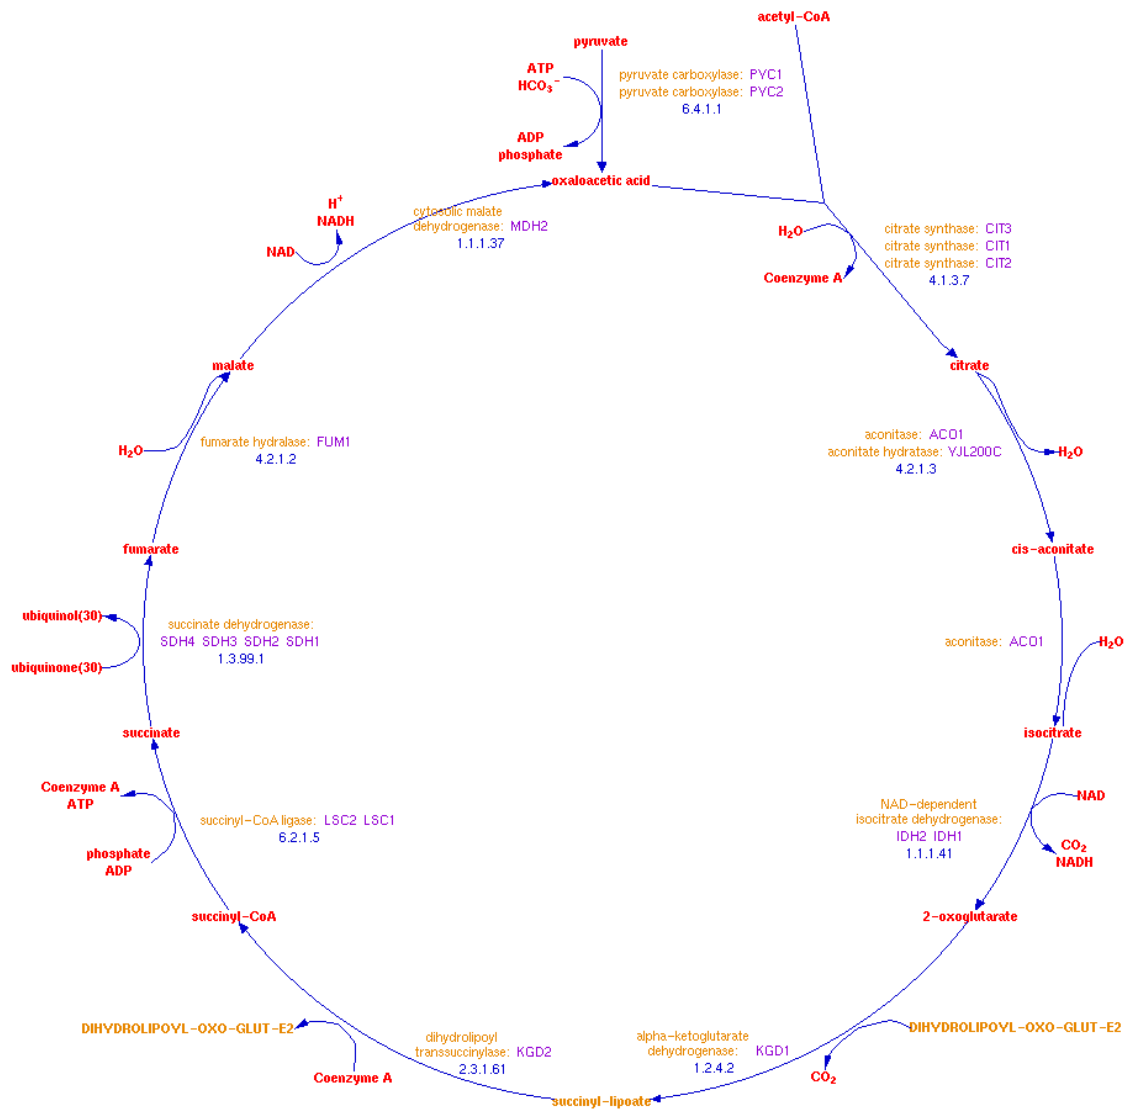 acetyl-CoA
pyruvate
ATP
HCO₃⁻
pyruvate carboxylase: PYC1
pyruvate carboxylase: PYC2
6.4.1.1
ADP
phosphate
oxaloacetic acid
H⁺
NADH
NAD
cytosolic malate
dehydrogenase: MDH2
1.1.1.37
H₂O
Coenzyme A
citrate synthase: CIT3
citrate synthase: CIT1
citrate synthase: CIT2
4.1.3.7
malate
citrate
H₂O
fumarate hydralase: FUM1
4.2.1.2
aconitase: ACO1
aconitate hydratase: YJL200C
4.2.1.3
H₂O
fumarate
cis-aconitate
ubiquinol(30)
ubiquinone(30)
succinate dehydrogenase:
SDH4 SDH3 SDH2 SDH1
1.3.99.1
aconitase: ACO1
H₂O
succinate
isocitrate
Coenzyme A
ATP
phosphate
ADP
succinyl-CoA ligase: LSC2 LSC1
6.2.1.5
NAD-dependent
isocitrate dehydrogenase:
IDH2 IDH1
1.1.1.41
NAD
CO₂
NADH
succinyl-CoA
2-oxoglutarate
DIHYDROLIPOYL-OXO-GLUT-E2
Coenzyme A
dihydrolipoyl
transsuccinylase: KGD2
2.3.1.61
alpha-ketoglutarate
dehydrogenase: KGD1
1.2.4.2
DIHYDROLIPOYL-OXO-GLUT-E2
CO₂
succinyl-lipoate